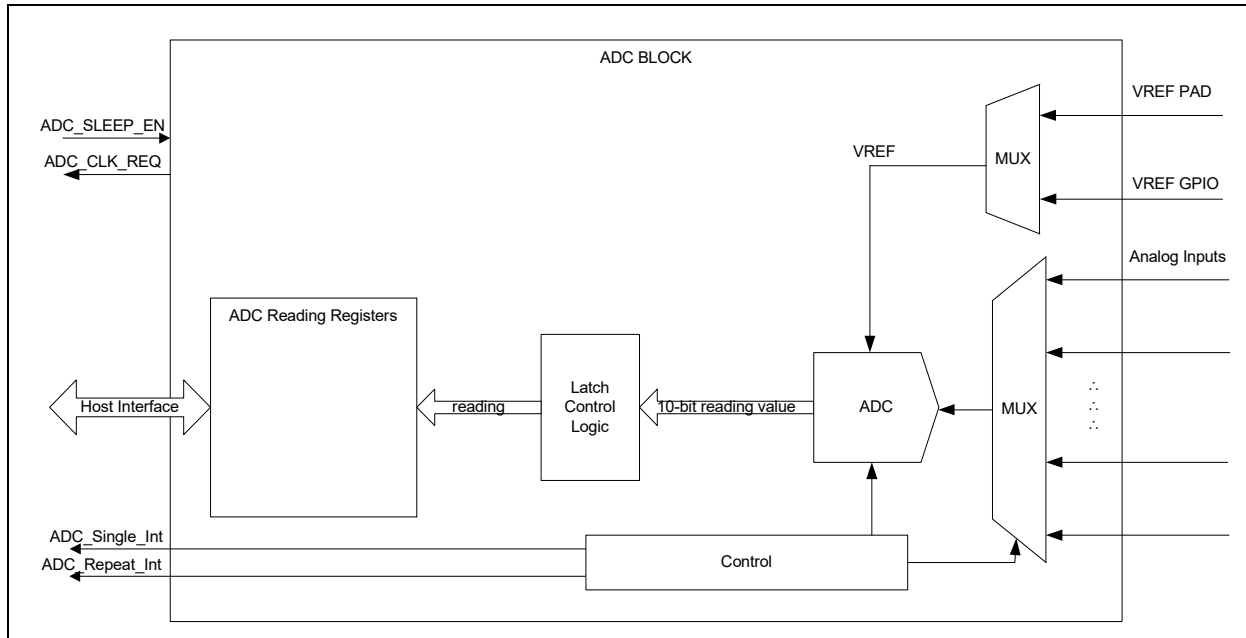 ADC BLOCK
VREF PAD
ADC_SLEEP_EN
ADC_CLK_REQ
VREF
MUX
VREF GPIO
Analog Inputs
ADC Reading Registers
Latch
Control
Logic
Host Interface
reading
10-bit reading value
ADC
MUX
ADC_Single_Int
ADC_Repeat_Int
Control